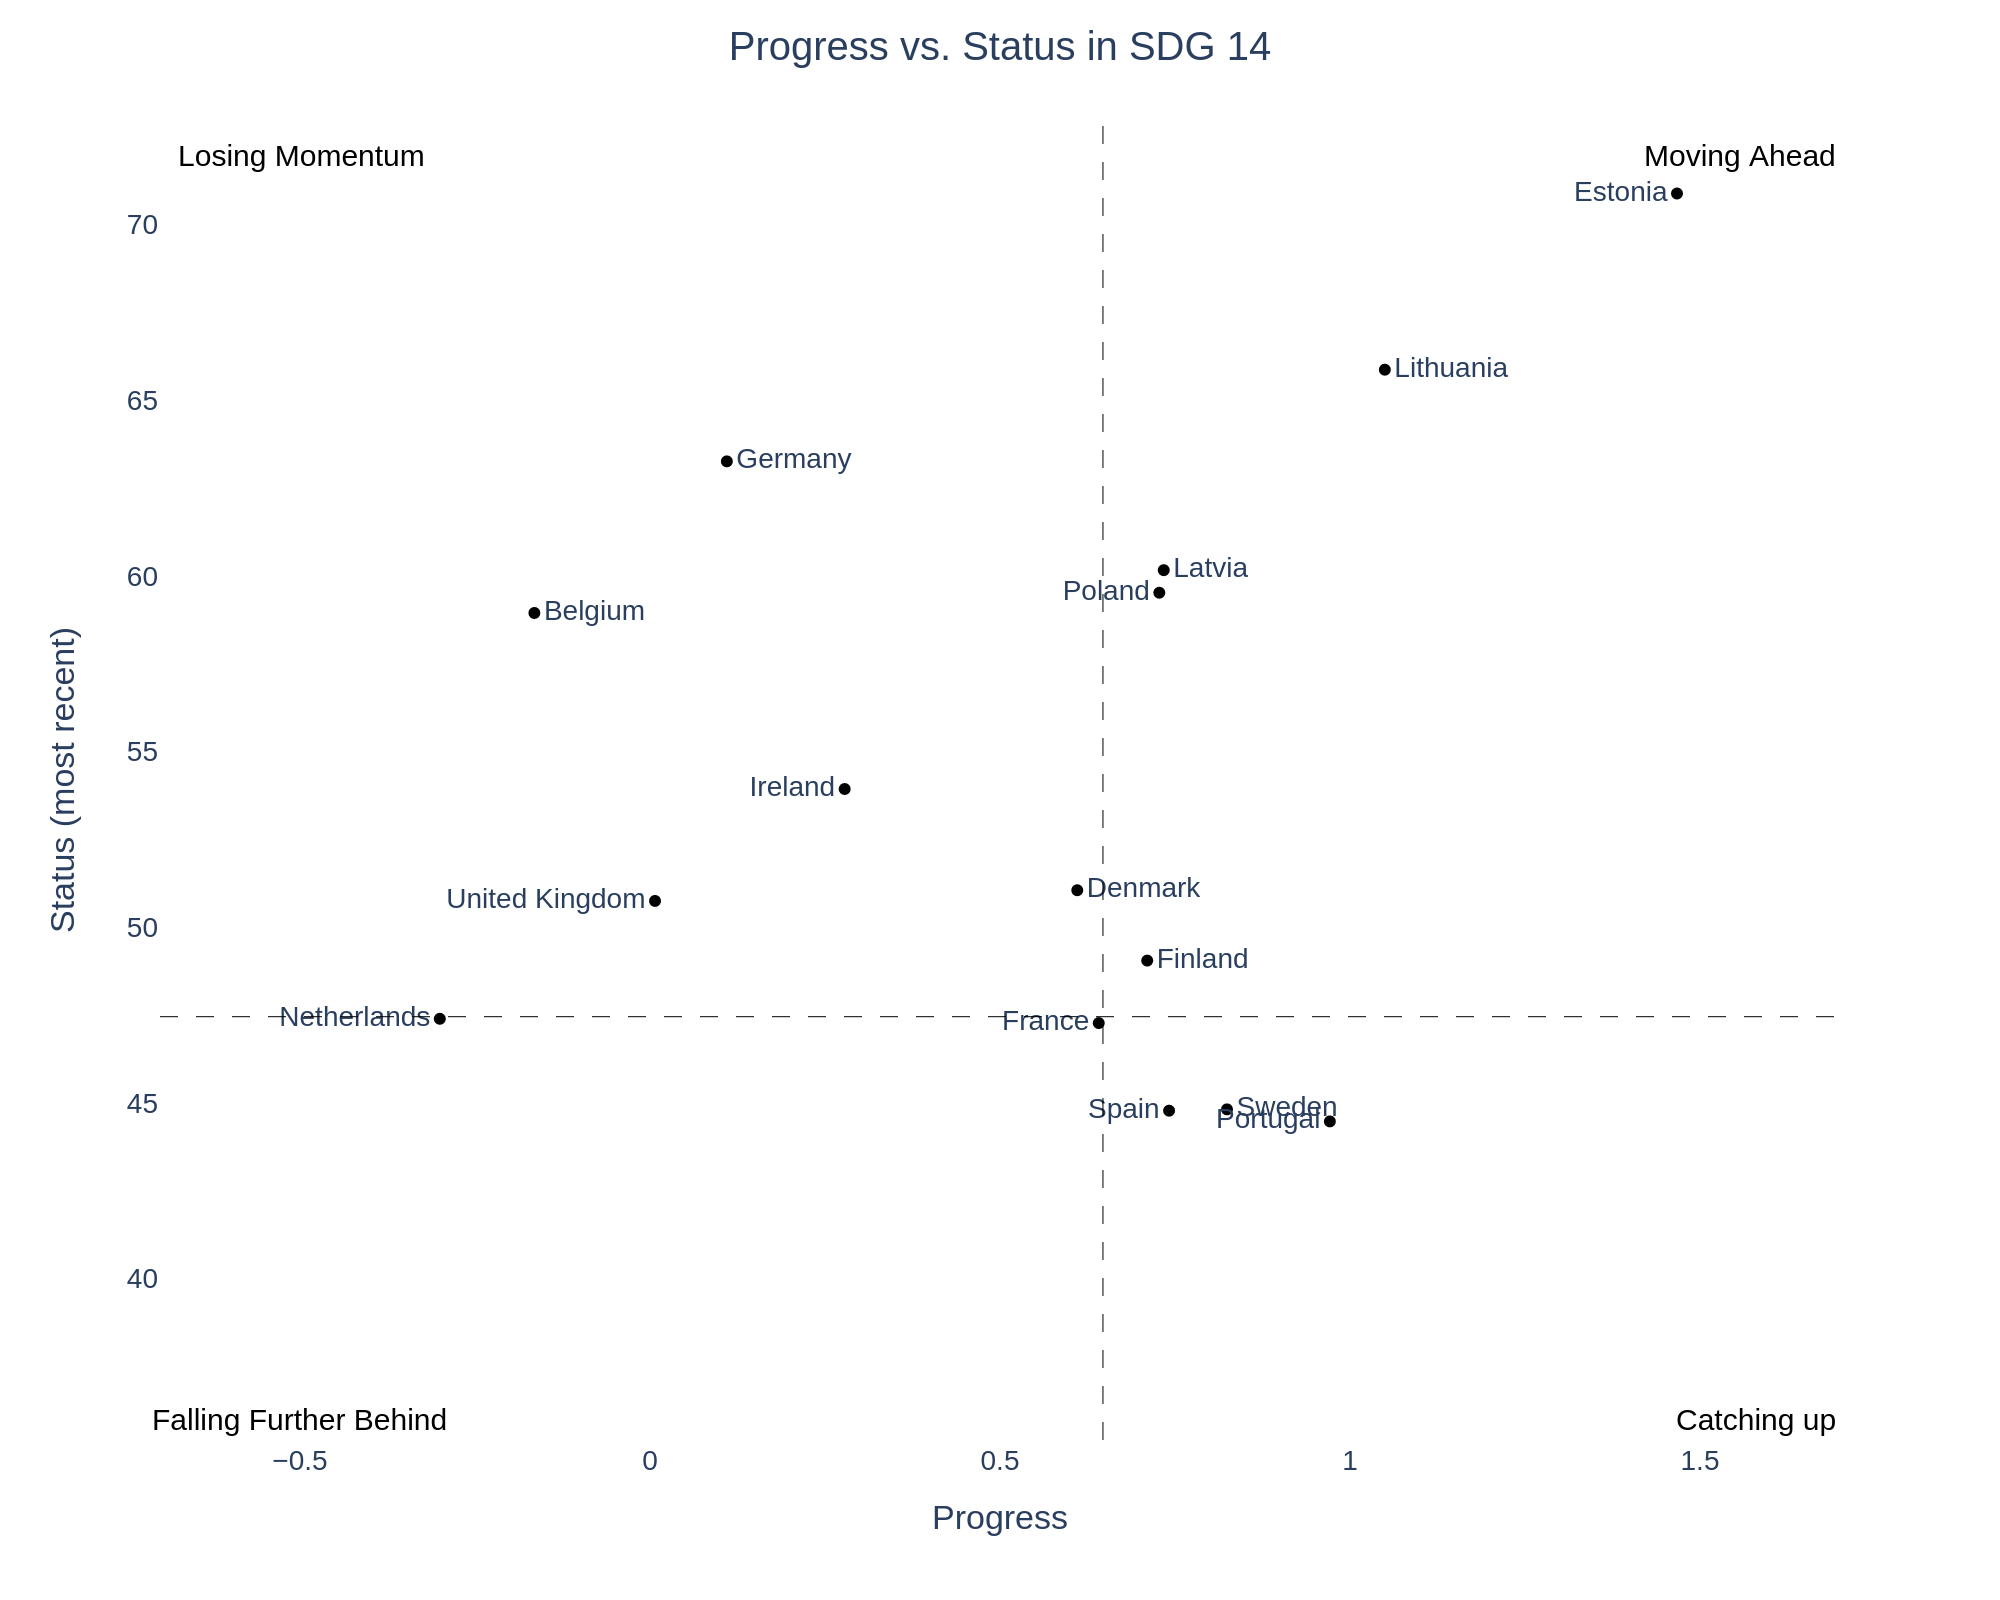 Progress vs. Status in SDG 14
Losing Momentum
Moving Ahead
Estonia
70
Lithuania
65
Germany
Latvia
60
Poland
Belgium
55
Ireland
Denmark
United Kingdom
50
Finland
Netherlands
France
45
Spain
Sweden
Portugal
40
Status (most recent)
Falling Further Behind
Catching up
−0.5
0
0.5
1
1.5
Progress